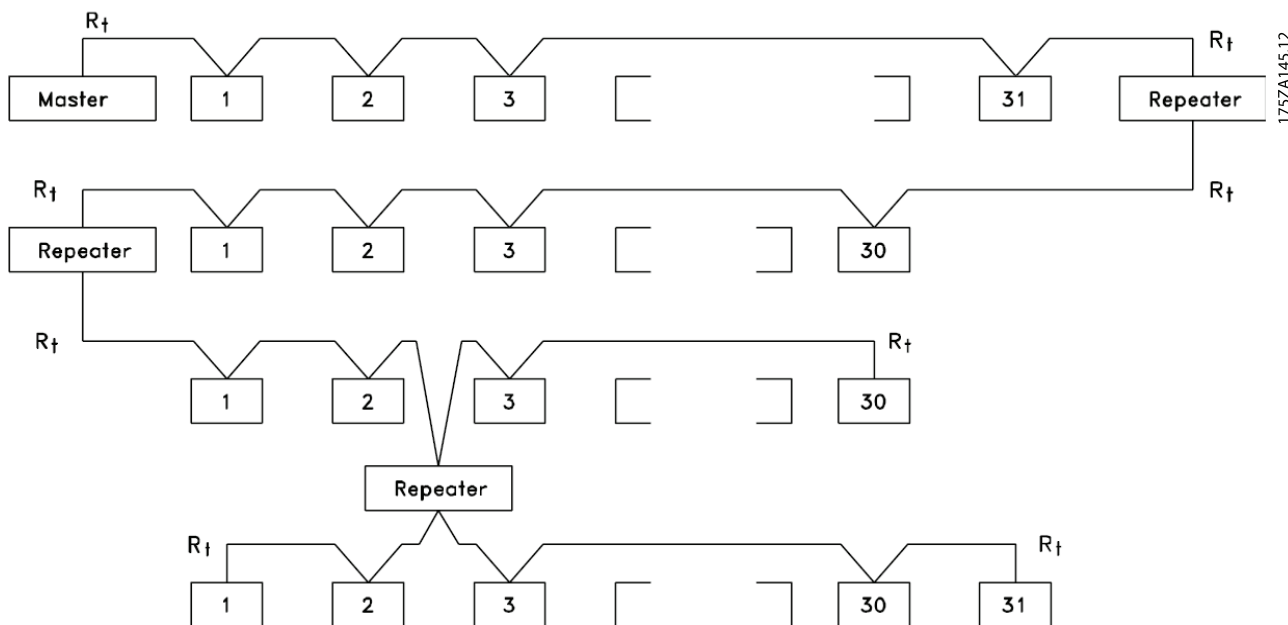 Rt Rt
Master 1 2 3 31 Repeater
175ZA145.12
Rt Rt
Repeater 1 2 3 30
Rt Rt
1 2 3 30
Repeater
Rt Rt
1 2 3 30 31